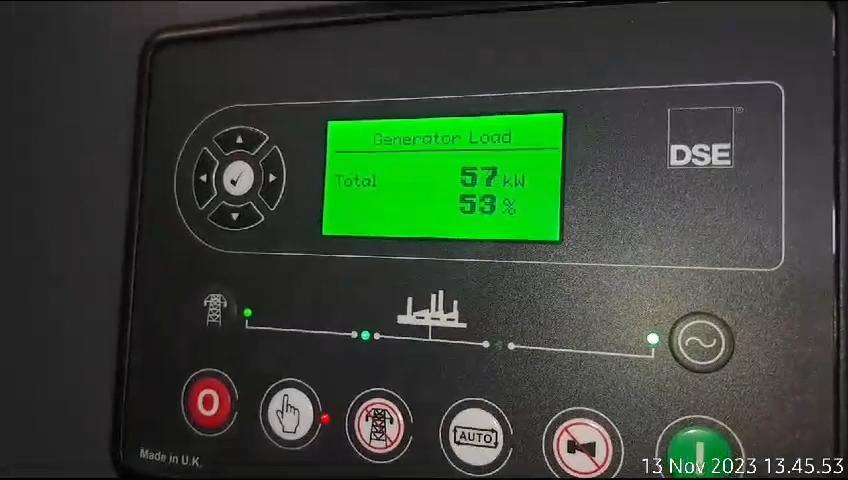 Generator Load
Total 57 kW
53 %
DSE®
O
AUTO
I
Made in U.K.
13 Nov 2023 13.45.53